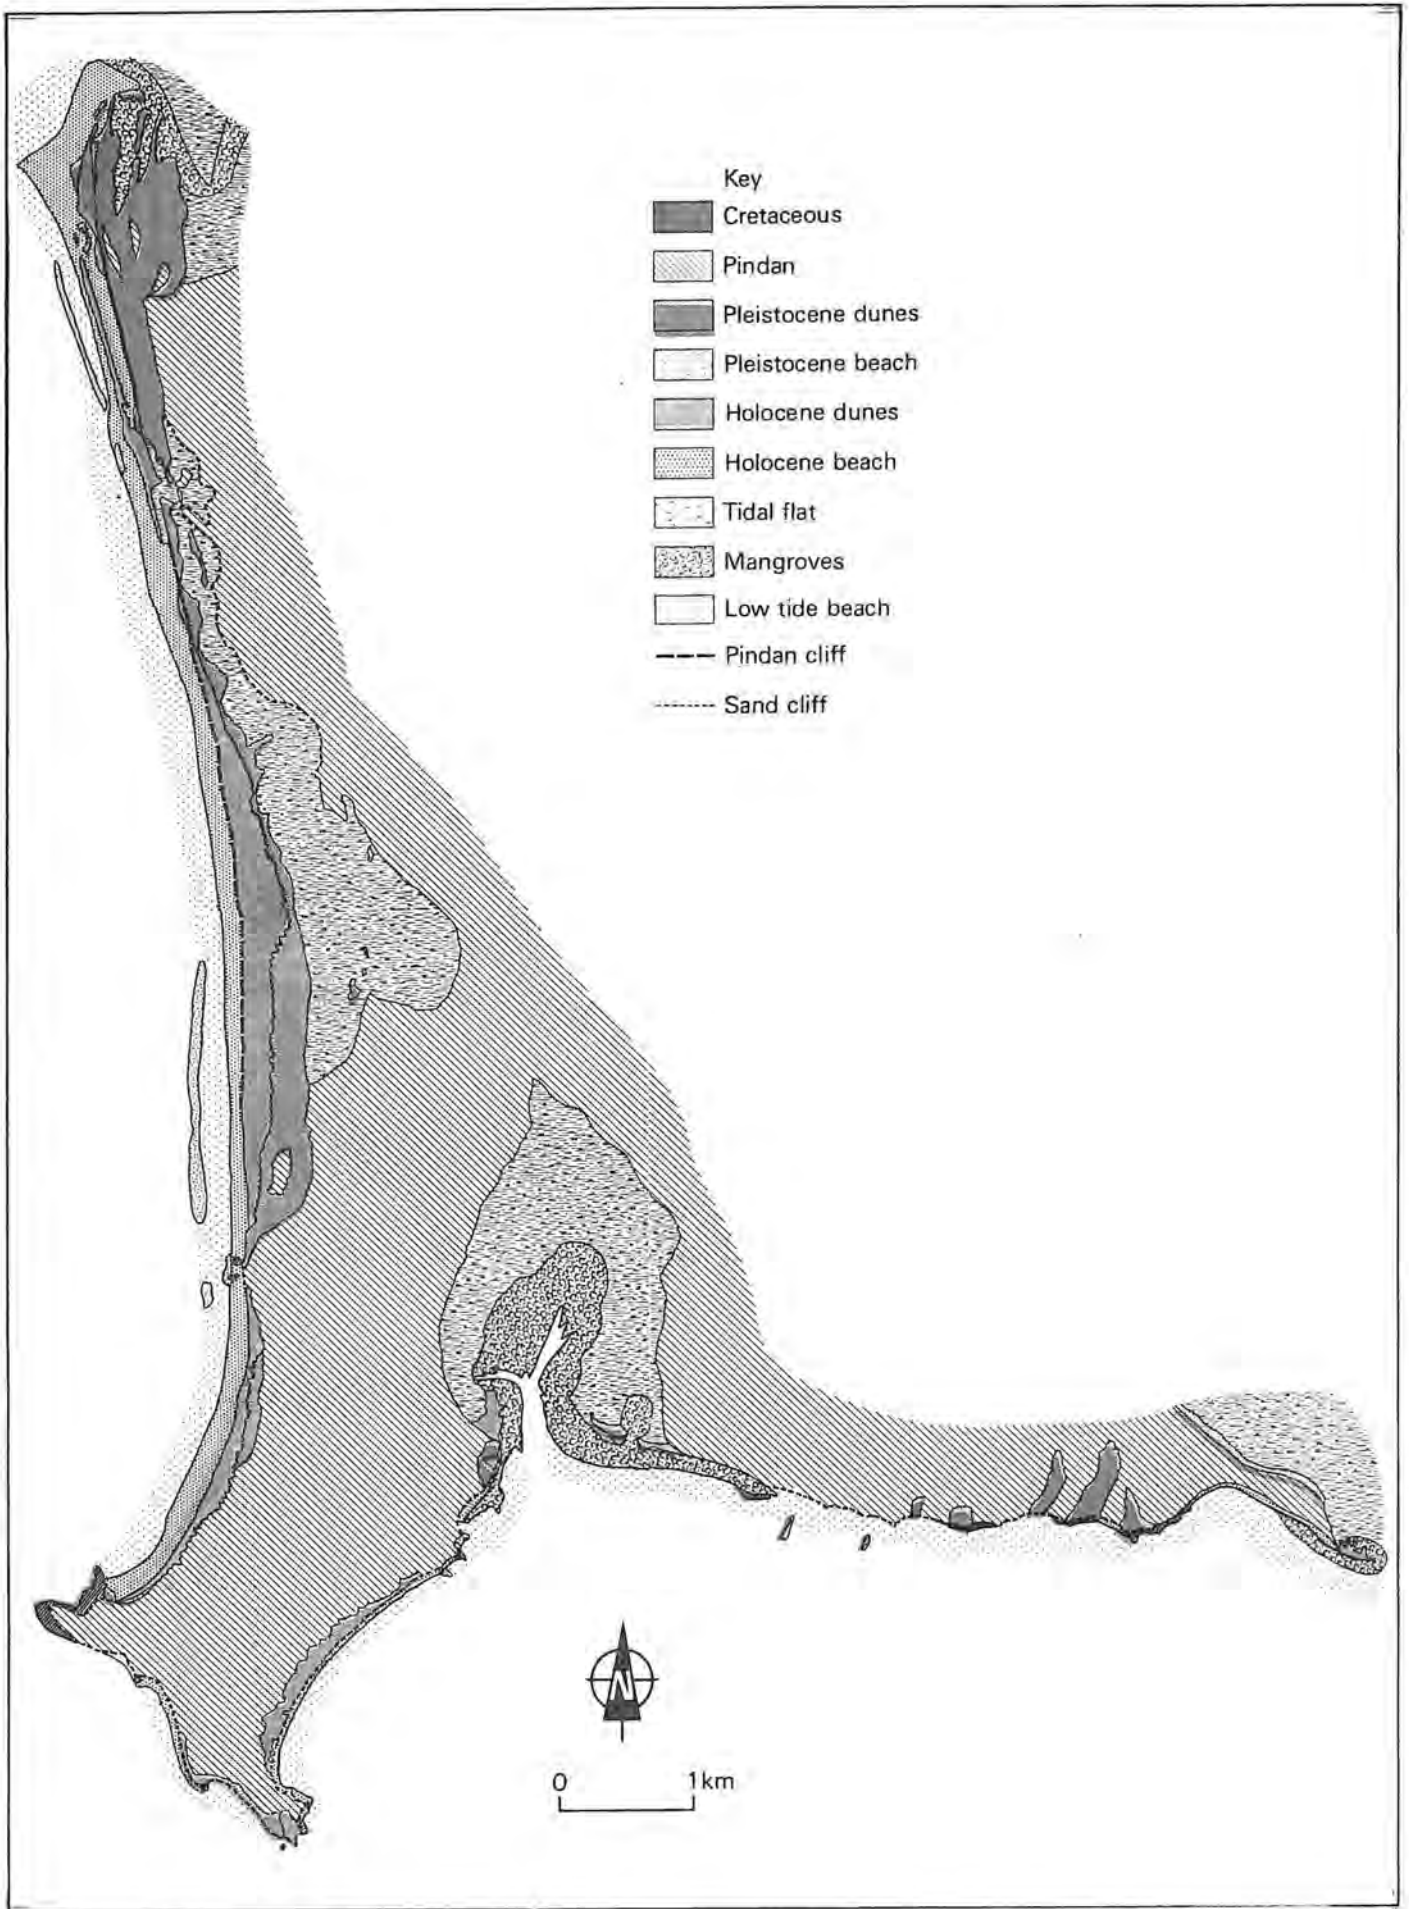 Key
Cretaceous
Pindan
Pleistocene dunes
Pleistocene beach
Holocene dunes
Holocene beach
Tidal flat
Mangroves
Low tide beach
Pindan cliff
Sand cliff
N
0 1km